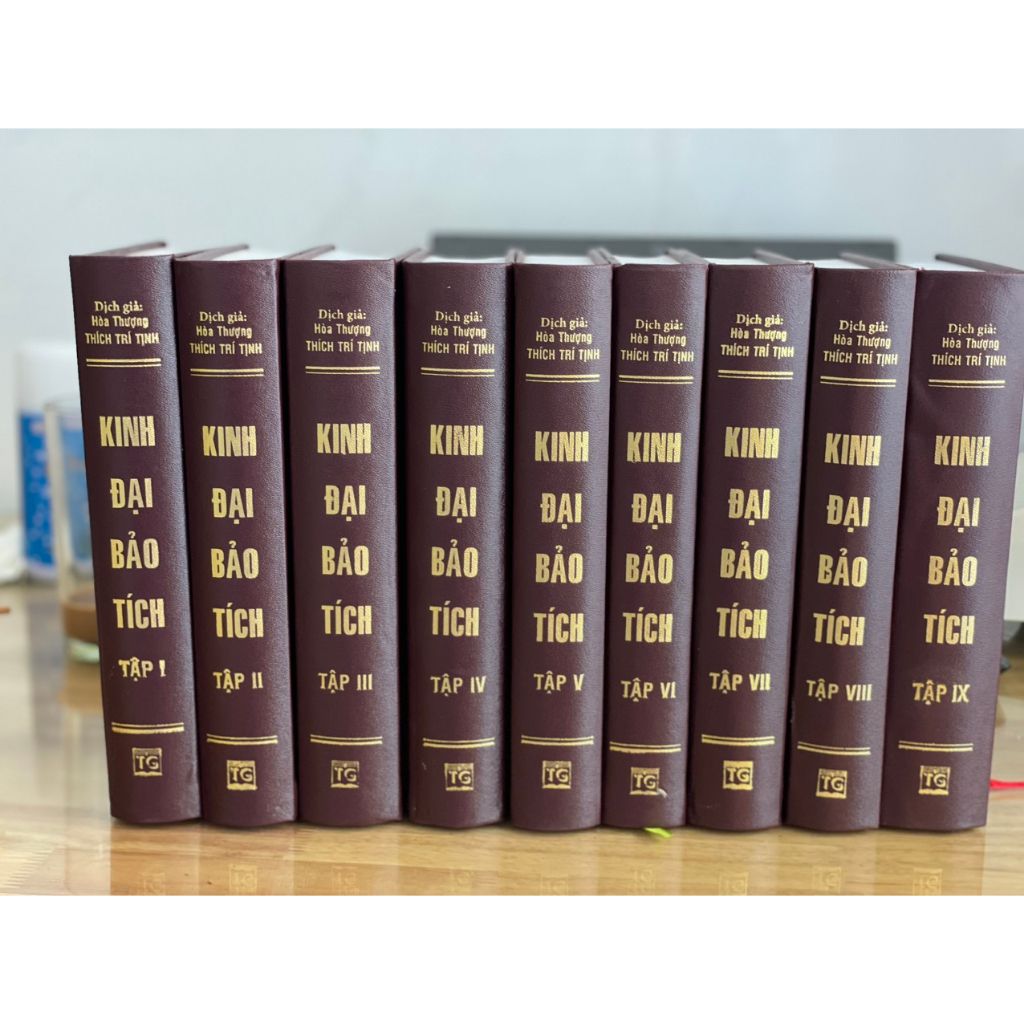 Dịch giả:
Hòa Thượng
THÍCH TRÍ TỊNH
KINH
ĐẠI
BẢO
TÍCH
TẬP I
TG
Dịch giả:
Hòa Thượng
THÍCH TRÍ TỊNH
KINH
ĐẠI
BẢO
TÍCH
TẬP II
TG
Dịch giả:
Hòa Thượng
THÍCH TRÍ TỊNH
KINH
ĐẠI
BẢO
TÍCH
TẬP III
TG
Dịch giả:
Hòa Thượng
THÍCH TRÍ TỊNH
KINH
ĐẠI
BẢO
TÍCH
TẬP IV
TG
Dịch giả:
Hòa Thượng
THÍCH TRÍ TỊNH
KINH
ĐẠI
BẢO
TÍCH
TẬP V
TG
Dịch giả:
Hòa Thượng
THÍCH TRÍ TỊNH
KINH
ĐẠI
BẢO
TÍCH
TẬP VI
TG
Dịch giả:
Hòa Thượng
THÍCH TRÍ TỊNH
KINH
ĐẠI
BẢO
TÍCH
TẬP VII
TG
Dịch giả:
Hòa Thượng
THÍCH TRÍ TỊNH
KINH
ĐẠI
BẢO
TÍCH
TẬP VIII
TG
Dịch giả:
Hòa Thượng
THÍCH TRÍ TỊNH
KINH
ĐẠI
BẢO
TÍCH
TẬP IX
TG